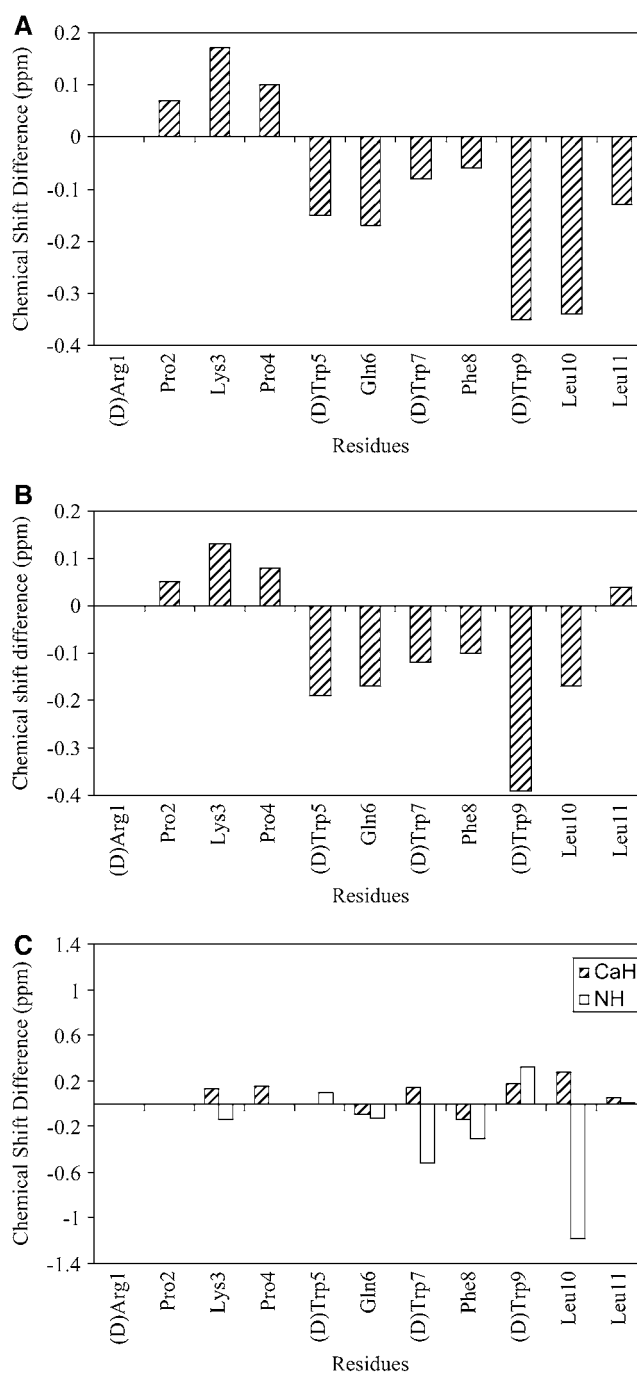 A
Chemical Shift Difference (ppm)
0.2
0.1
0
-0.1
-0.2
-0.3
-0.4
(D)Arg1
Pro2
Lys3
Pro4
(D)Trp5
Gln6
(D)Trp7
Phe8
(D)Trp9
Leu10
Leu11
Residues
B
Chemical shift difference (ppm)
0.2
0.1
0
-0.1
-0.2
-0.3
-0.4
(D)Arg1
Pro2
Lys3
Pro4
(D)Trp5
Gln6
(D)Trp7
Phe8
(D)Trp9
Leu10
Leu11
Residues
C
Chemical Shift Difference (ppm)
1.4
1
0.6
0.2
-0.2
-0.6
-1
-1.4
CaH
NH
(D)Arg1
Pro2
Lys3
Pro4
(D)Trp5
Gln6
(D)Trp7
Phe8
(D)Trp9
Leu10
Leu11
Residues